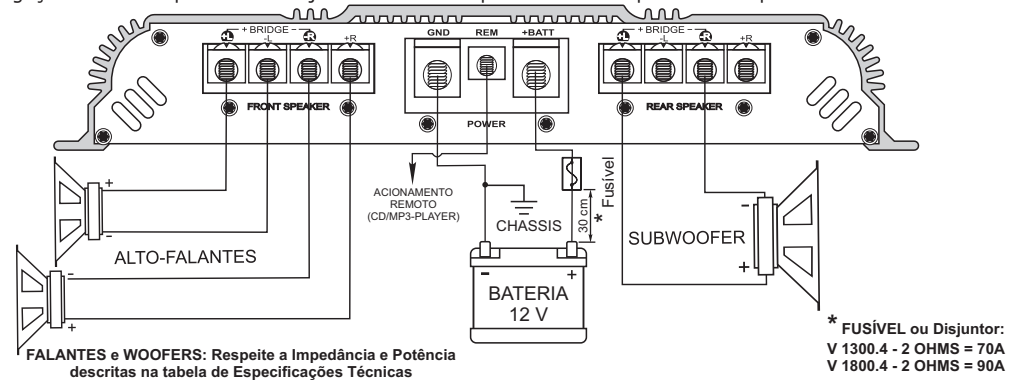 + BRIDGE -
+L -L -R +R
FRONT SPEAKER
GND REM +BATT
POWER
+ BRIDGE -
+L -L -R +R
REAR SPEAKER
+
-
ALTO-FALANTES
-
+
ACIONAMENTO
REMOTO
(CD/MP3-PLAYER)
CHASSIS
30 cm
* Fusível
- +
BATERIA
12 V
SUBWOOFER
-
+
FALANTES e WOOFERS: Respeite a Impedância e Potência
descritas na tabela de Especificações Técnicas
* FUSÍVEL ou Disjuntor:
V 1300.4 - 2 OHMS = 70A
V 1800.4 - 2 OHMS = 90A